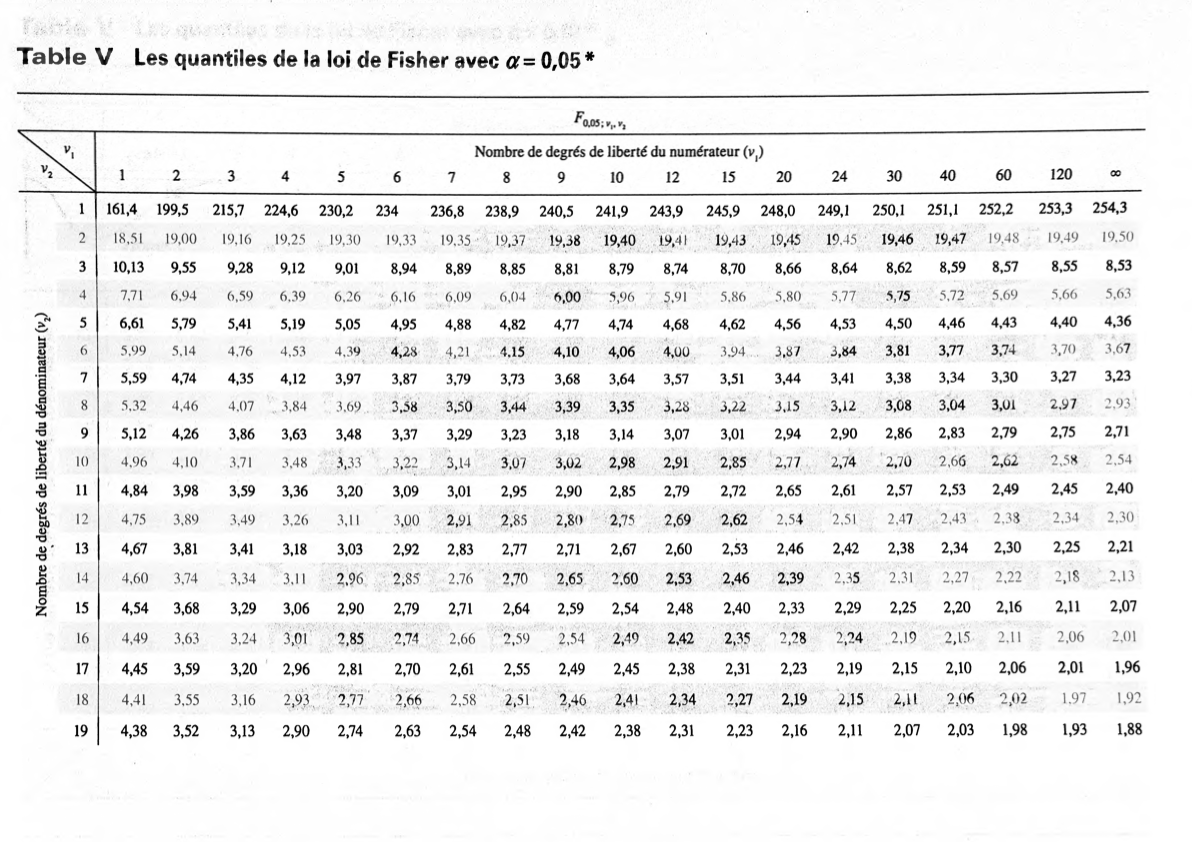 Table V Les quantiles de la loi de Fisher avec α = 0,05 *
F0,05; ν1, ν2
ν1
Nombre de degrés de liberté du numérateur (ν1)
ν2
1 2 3 4 5 6 7 8 9 10 12 15 20 24 30 40 60 120 ∞
Nombre de degrés de liberté du dénominateur (ν2)
1 161,4 199,5 215,7 224,6 230,2 234 236,8 238,9 240,5 241,9 243,9 245,9 248,0 249,1 250,1 251,1 252,2 253,3 254,3
2 18,51 19,00 19,16 19,25 19,30 19,33 19,35 19,37 19,38 19,40 19,41 19,43 19,45 19,45 19,46 19,47 19,48 19,49 19,50
3 10,13 9,55 9,28 9,12 9,01 8,94 8,89 8,85 8,81 8,79 8,74 8,70 8,66 8,64 8,62 8,59 8,57 8,55 8,53
4 7,71 6,94 6,59 6,39 6,26 6,16 6,09 6,04 6,00 5,96 5,91 5,86 5,80 5,77 5,75 5,72 5,69 5,66 5,63
5 6,61 5,79 5,41 5,19 5,05 4,95 4,88 4,82 4,77 4,74 4,68 4,62 4,56 4,53 4,50 4,46 4,43 4,40 4,36
6 5,99 5,14 4,76 4,53 4,39 4,28 4,21 4,15 4,10 4,06 4,00 3,94 3,87 3,84 3,81 3,77 3,74 3,70 3,67
7 5,59 4,74 4,35 4,12 3,97 3,87 3,79 3,73 3,68 3,64 3,57 3,51 3,44 3,41 3,38 3,34 3,30 3,27 3,23
8 5,32 4,46 4,07 3,84 3,69 3,58 3,50 3,44 3,39 3,35 3,28 3,22 3,15 3,12 3,08 3,04 3,01 2,97 2,93
9 5,12 4,26 3,86 3,63 3,48 3,37 3,29 3,23 3,18 3,14 3,07 3,01 2,94 2,90 2,86 2,83 2,79 2,75 2,71
10 4,96 4,10 3,71 3,48 3,33 3,22 3,14 3,07 3,02 2,98 2,91 2,85 2,77 2,74 2,70 2,66 2,62 2,58 2,54
11 4,84 3,98 3,59 3,36 3,20 3,09 3,01 2,95 2,90 2,85 2,79 2,72 2,65 2,61 2,57 2,53 2,49 2,45 2,40
12 4,75 3,89 3,49 3,26 3,11 3,00 2,91 2,85 2,80 2,75 2,69 2,62 2,54 2,51 2,47 2,43 2,38 2,34 2,30
13 4,67 3,81 3,41 3,18 3,03 2,92 2,83 2,77 2,71 2,67 2,60 2,53 2,46 2,42 2,38 2,34 2,30 2,25 2,21
14 4,60 3,74 3,34 3,11 2,96 2,85 2,76 2,70 2,65 2,60 2,53 2,46 2,39 2,35 2,31 2,27 2,22 2,18 2,13
15 4,54 3,68 3,29 3,06 2,90 2,79 2,71 2,64 2,59 2,54 2,48 2,40 2,33 2,29 2,25 2,20 2,16 2,11 2,07
16 4,49 3,63 3,24 3,01 2,85 2,74 2,66 2,59 2,54 2,49 2,42 2,35 2,28 2,24 2,19 2,15 2,11 2,06 2,01
17 4,45 3,59 3,20 2,96 2,81 2,70 2,61 2,55 2,49 2,45 2,38 2,31 2,23 2,19 2,15 2,10 2,06 2,01 1,96
18 4,41 3,55 3,16 2,93 2,77 2,66 2,58 2,51 2,46 2,41 2,34 2,27 2,19 2,15 2,11 2,06 2,02 1,97 1,92
19 4,38 3,52 3,13 2,90 2,74 2,63 2,54 2,48 2,42 2,38 2,31 2,23 2,16 2,11 2,07 2,03 1,98 1,93 1,88